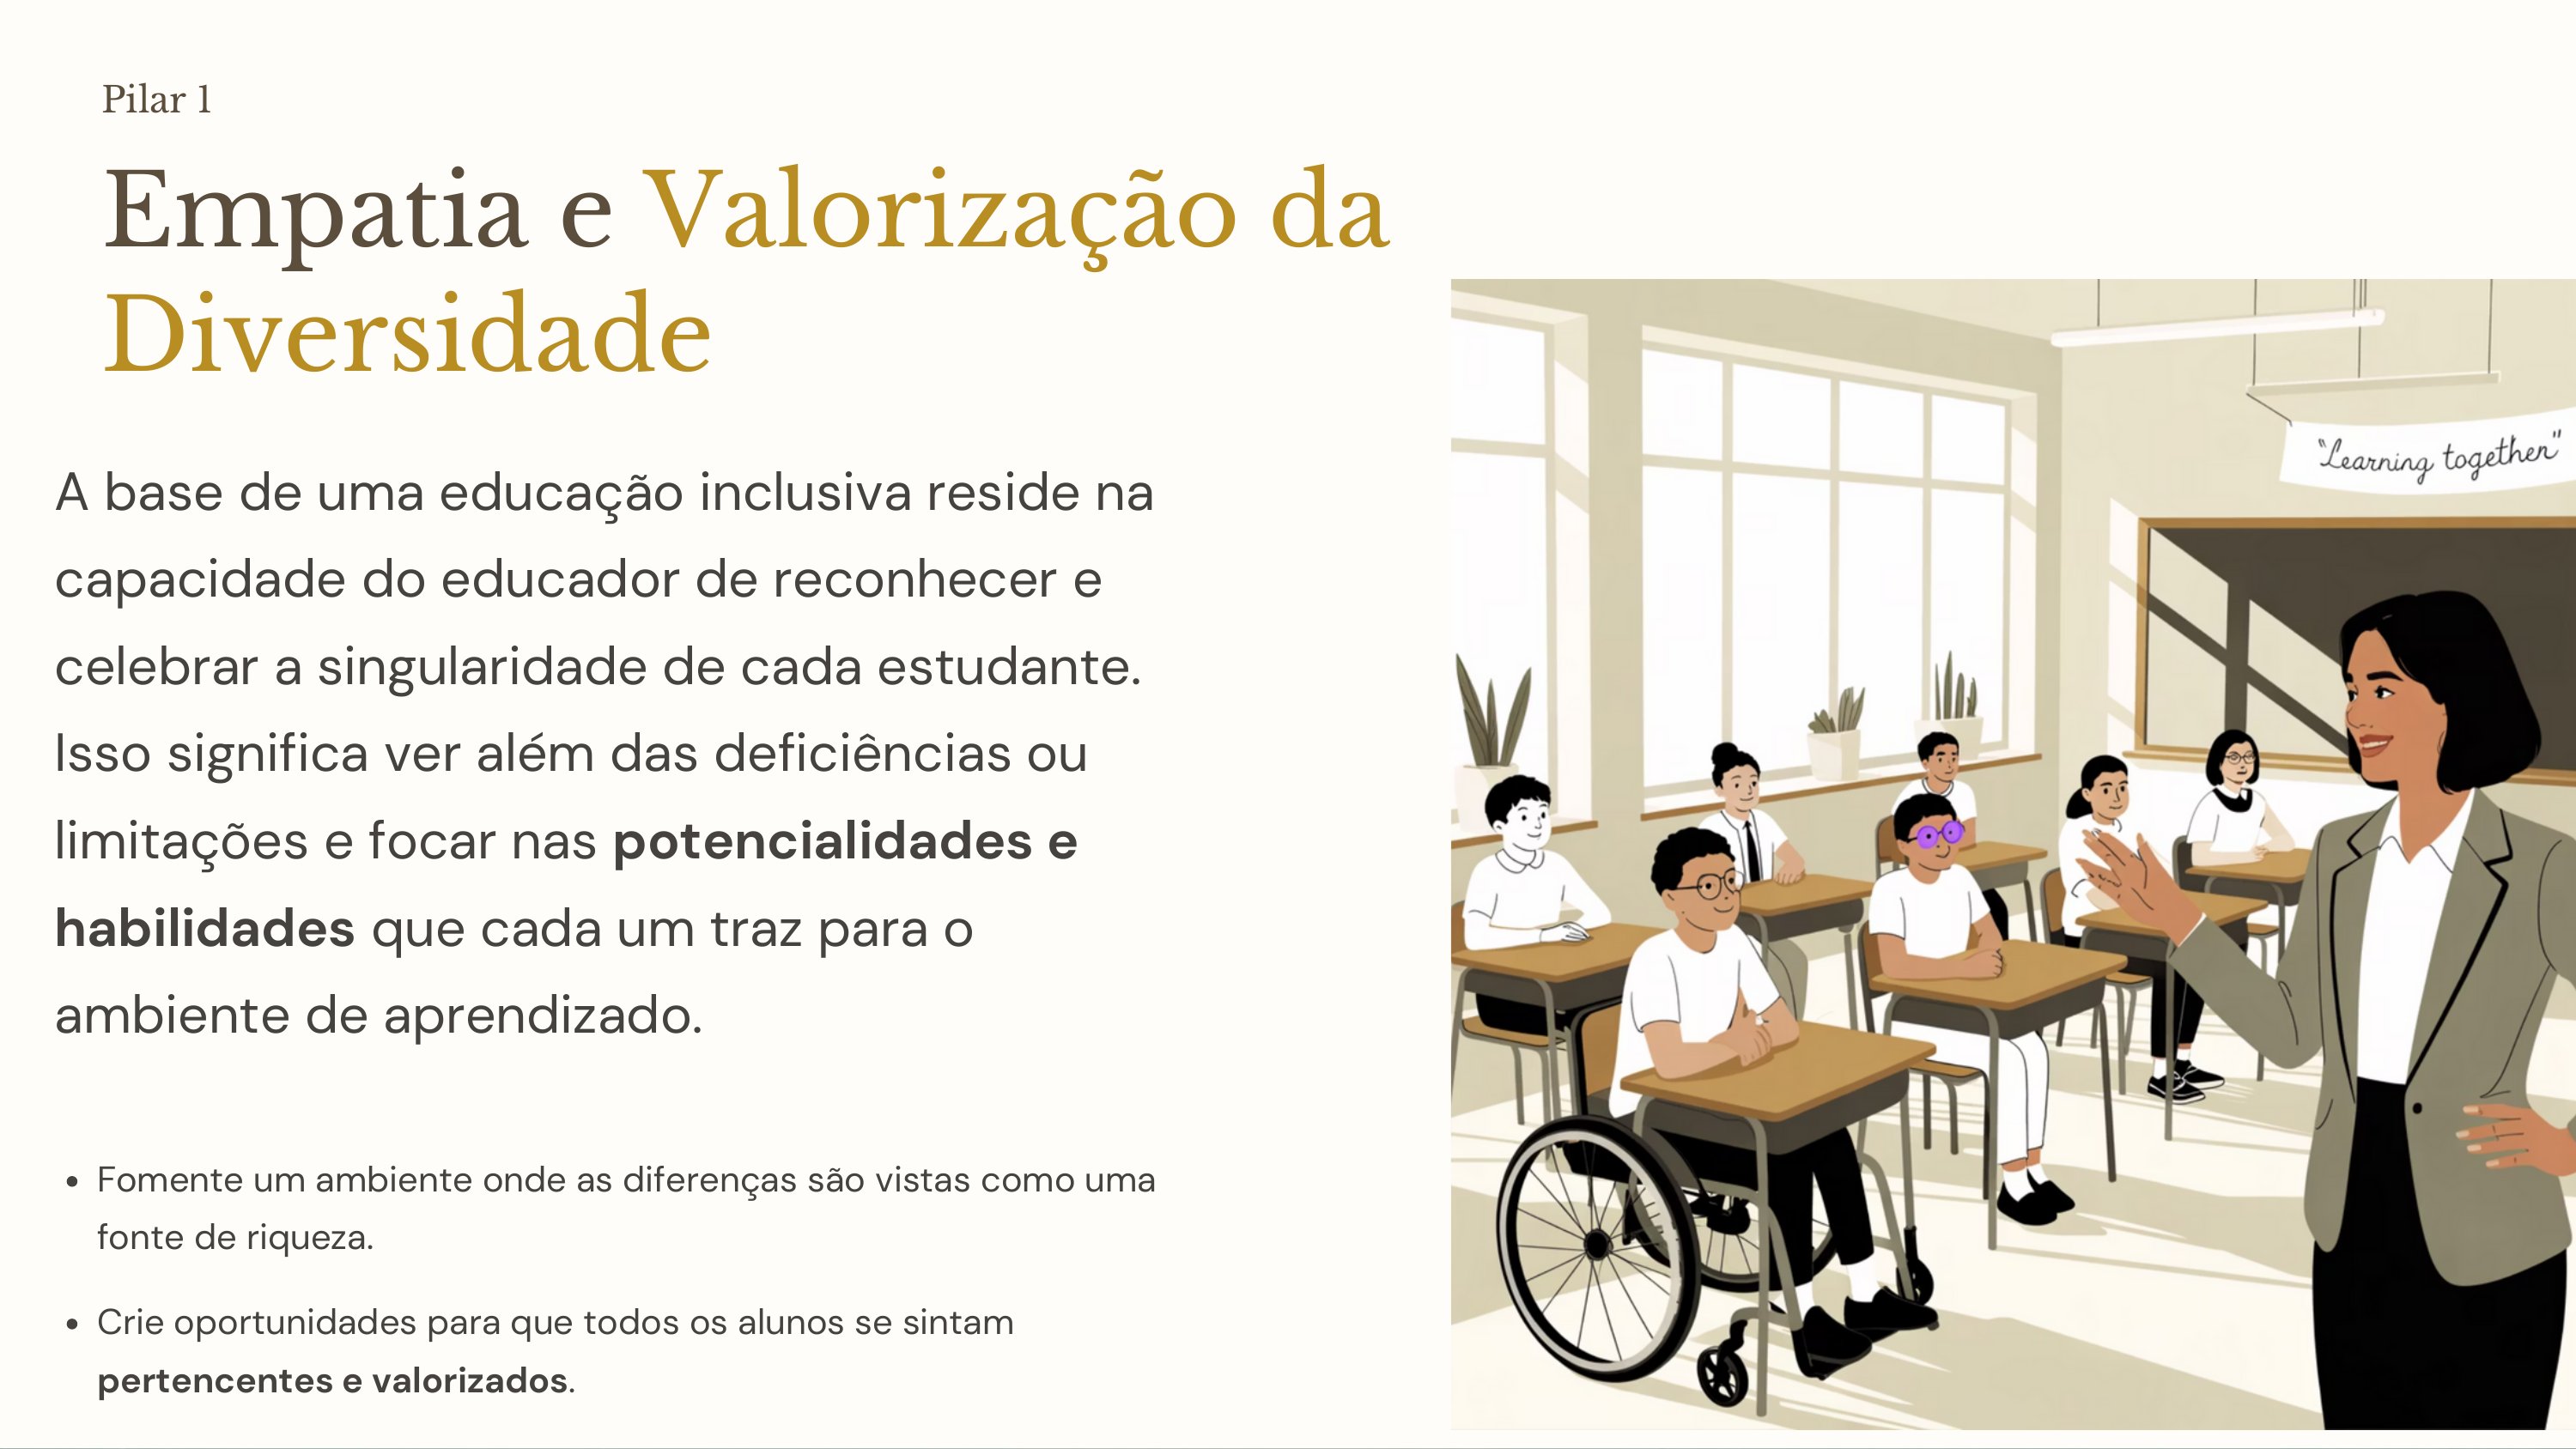 Pilar 1
Empatia e Valorização da
Diversidade
A base de uma educação inclusiva reside na
capacidade do educador de reconhecer e
celebrar a singularidade de cada estudante.
Isso significa ver além das deficiências ou
limitações e focar nas potencialidades e
habilidades que cada um traz para o
ambiente de aprendizado.
• Fomente um ambiente onde as diferenças são vistas como uma
fonte de riqueza.
• Crie oportunidades para que todos os alunos se sintam
pertencentes e valorizados.
"Learning together"